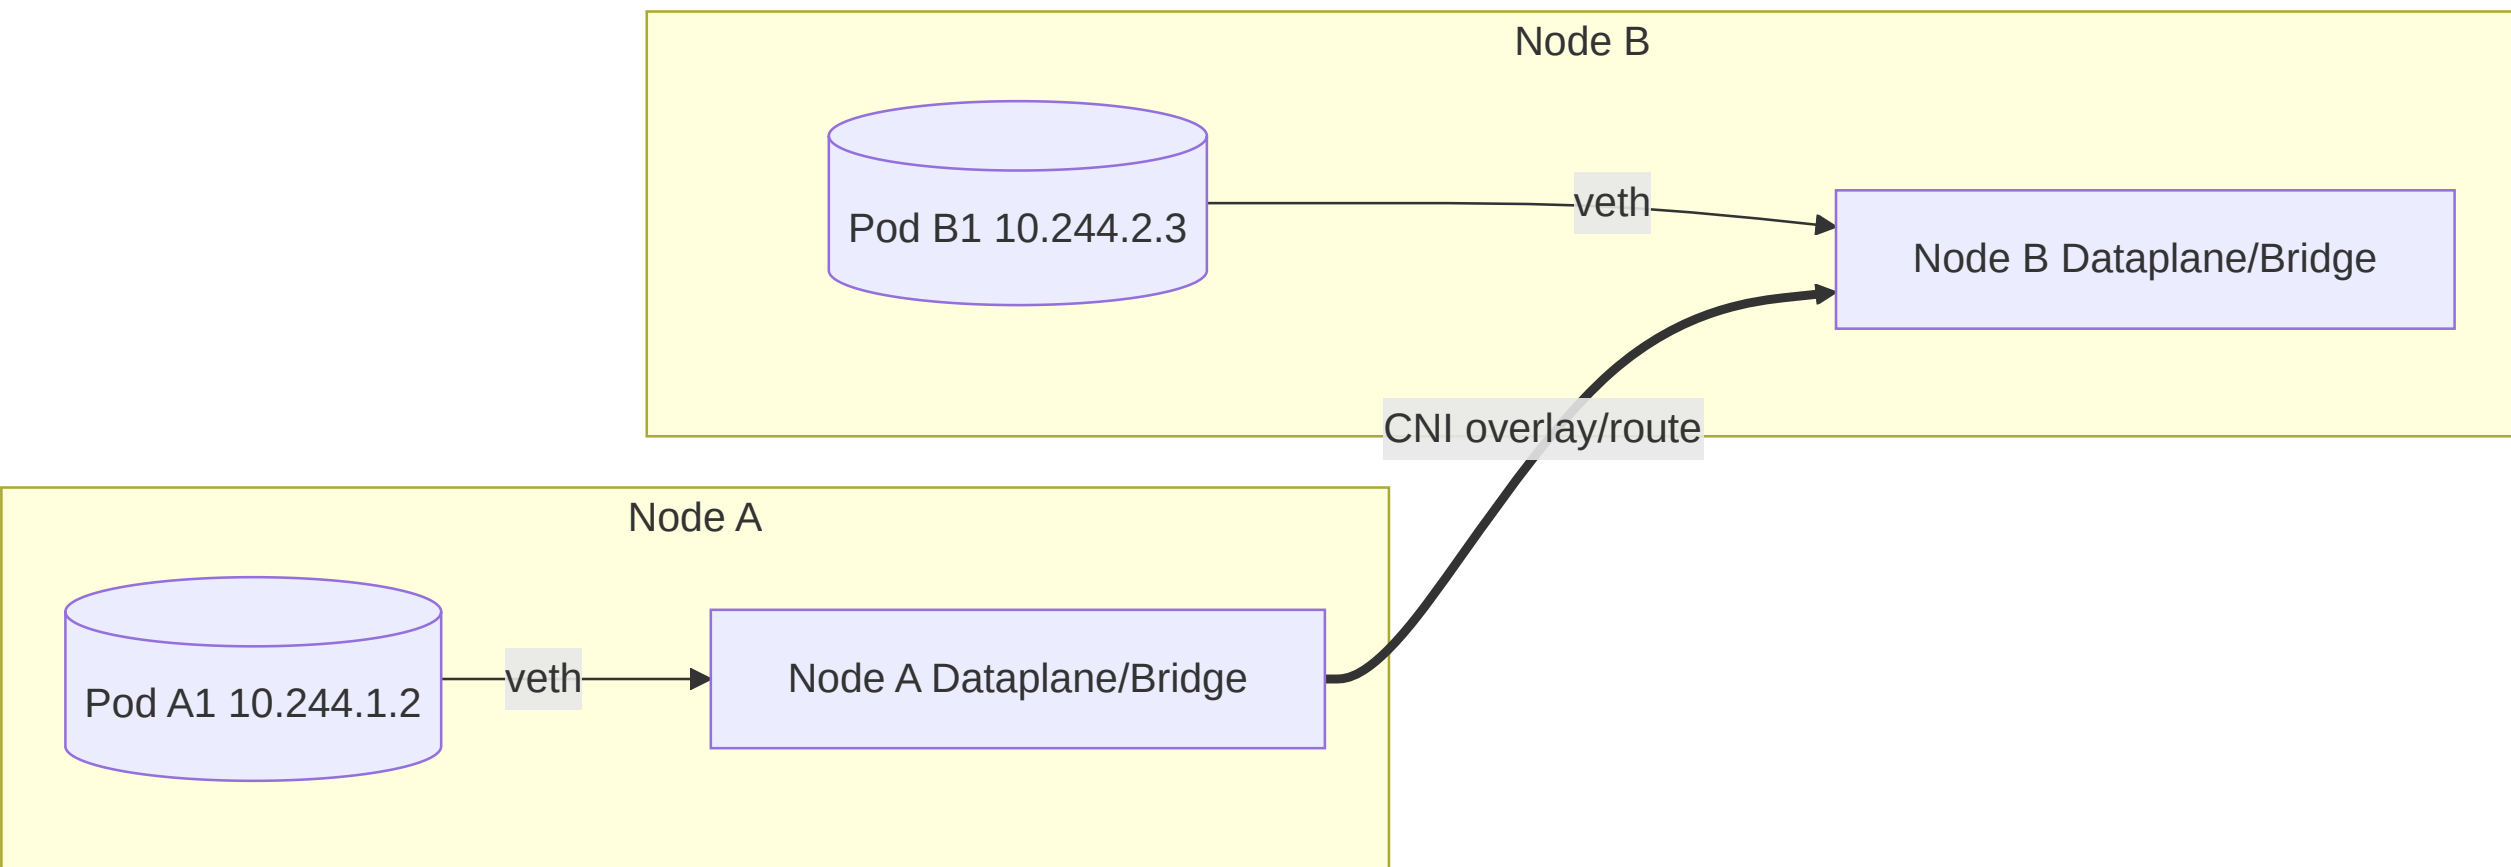 Node B
Pod B1 10.244.2.3
veth
Node B Dataplane/Bridge
CNI overlay/route
Node A
Pod A1 10.244.1.2
veth
Node A Dataplane/Bridge